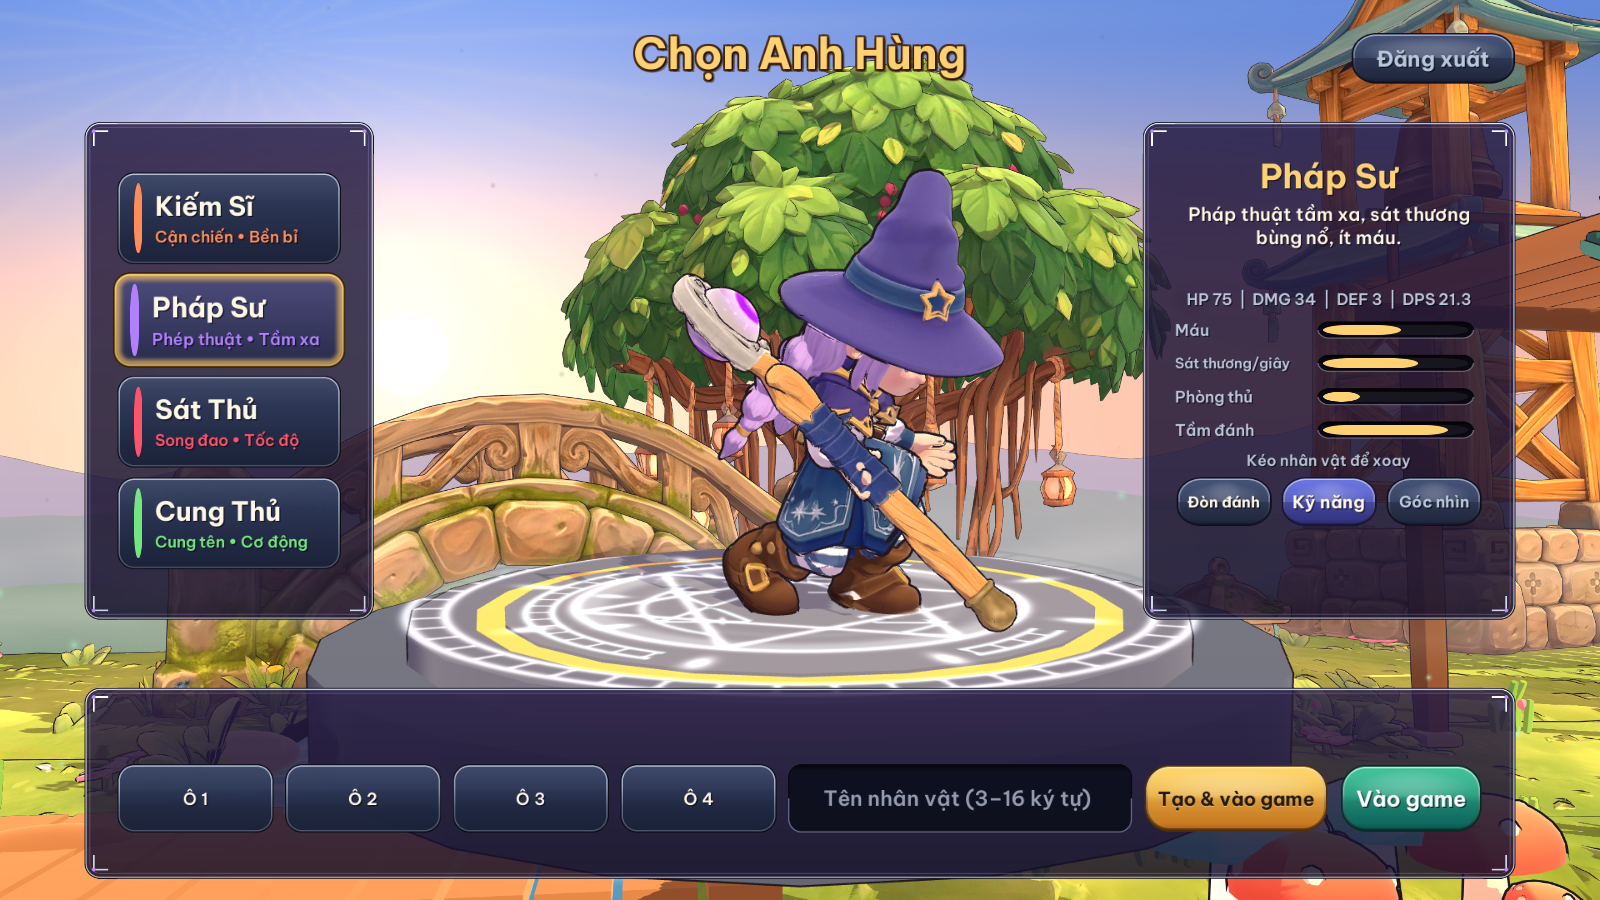 Chọn Anh Hùng
Đăng xuất
Kiếm Sĩ
Cận chiến • Bền bỉ
Pháp Sư
Phép thuật • Tầm xa
Sát Thủ
Song đao • Tốc độ
Cung Thủ
Cung tên • Cơ động
Pháp Sư
Pháp thuật tầm xa, sát thương
bùng nổ, ít máu.
HP 75 | DMG 34 | DEF 3 | DPS 21.3
Máu
Sát thương/giây
Phòng thủ
Tầm đánh
Kéo nhân vật để xoay
Đòn đánh
Kỹ năng
Góc nhìn
Ô 1
Ô 2
Ô 3
Ô 4
Tên nhân vật (3-16 ký tự)
Tạo & vào game
Vào game